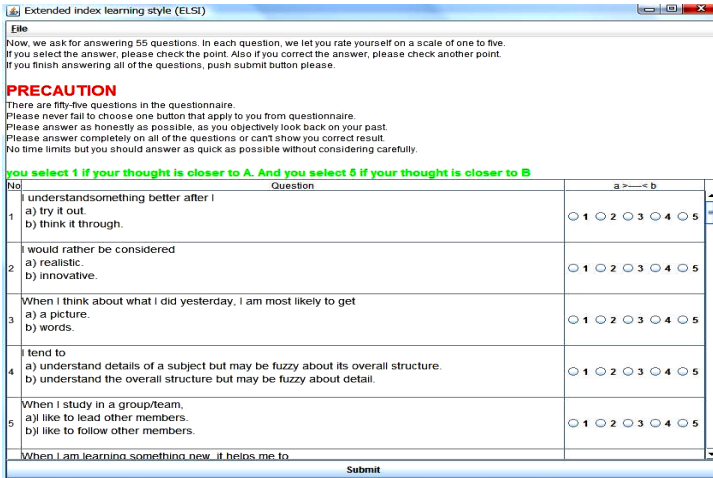 Extended index learning style (ELSI)
File
Now, we ask for answering 55 questions. In each question, we let you rate yourself on a scale of one to five.
If you select the answer, please check the point. Also if you correct the answer, please check another point.
If you finish answering all of the questions, push submit button please.
PRECAUTION
There are fifty-five questions in the questionnaire.
Please never fail to choose one button that apply to you from questionnaire.
Please answer as honestly as possible, as you objectively look back on your past.
Please answer completely on all of the questions or can't show you correct result.
No time limits but you should answer as quick as possible without considering carefully.
you select 1 if your thought is closer to A. And you select 5 if your thought is closer to B
No Question a >----< b
I understandsomething better after I
a) try it out.
b) think it through.
1 1 2 3 4 5
I would rather be considered
a) realistic.
b) innovative.
2 1 2 3 4 5
When I think about what I did yesterday, I am most likely to get
a) a picture.
b) words.
3 1 2 3 4 5
I tend to
a) understand details of a subject but may be fuzzy about its overall structure.
b) understand the overall structure but may be fuzzy about detail.
4 1 2 3 4 5
When I study in a group/team,
a)I like to lead other members.
b)I like to follow other members.
5 1 2 3 4 5
When I am learning something new, it helps me to
Submit